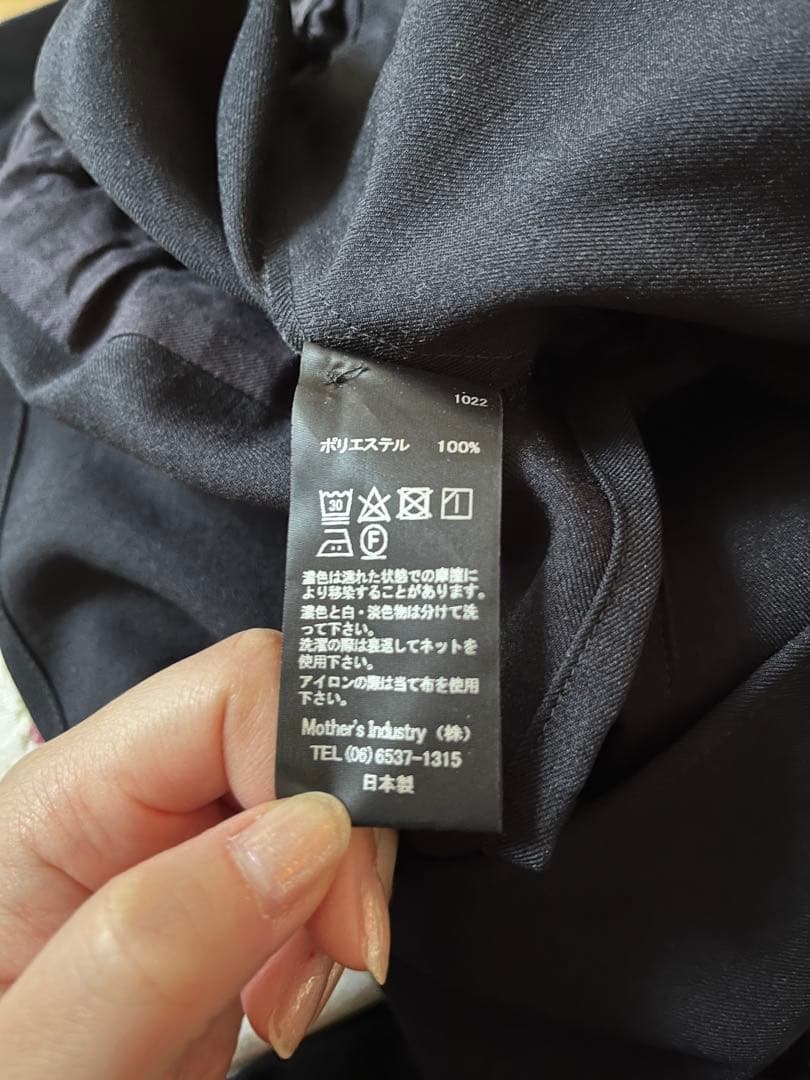 1022
ポリエステル 100%
30
F
濃色は濡れた状態での摩擦に
より移染することがあります。
濃色と白・淡色物は分けて洗
って下さい。
洗濯の際は裏返してネットを
使用下さい。
アイロンの際は当て布を使用
下さい。
Mother's Industry (株)
TEL (06) 6537-1315
日本製